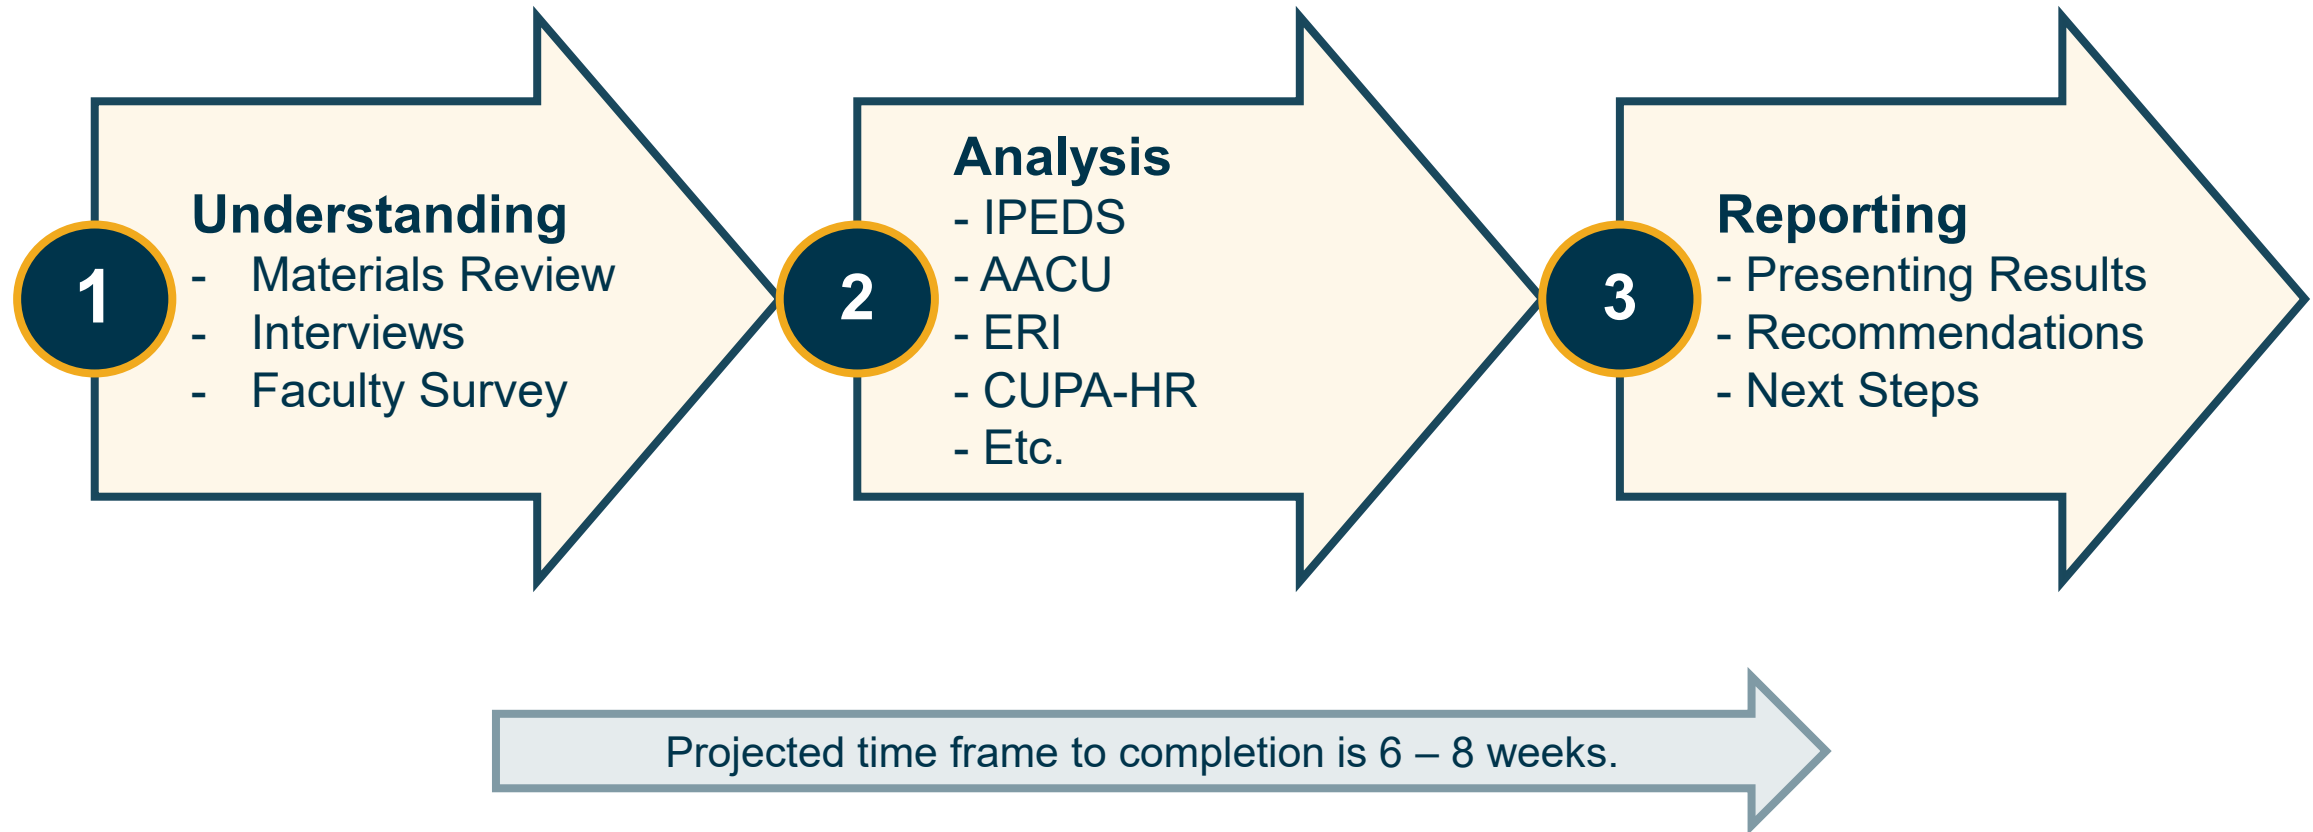 1
Understanding
- Materials Review
- Interviews
- Faculty Survey
2
Analysis
- IPEDS
- AACU
- ERI
- CUPA-HR
- Etc.
3
Reporting
- Presenting Results
- Recommendations
- Next Steps
Projected time frame to completion is 6 – 8 weeks.